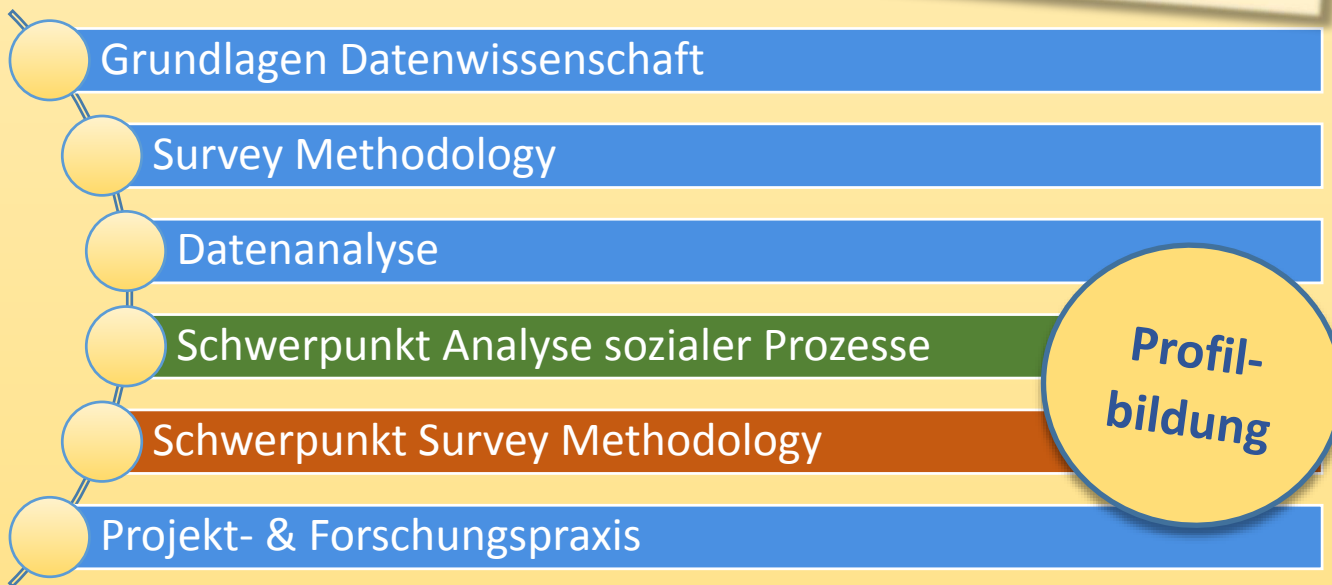 Grundlagen Datenwissenschaft
Survey Methodology
Datenanalyse
Schwerpunkt Analyse sozialer Prozesse
Schwerpunkt Survey Methodology
Profil-
bildung
Projekt- & Forschungspraxis